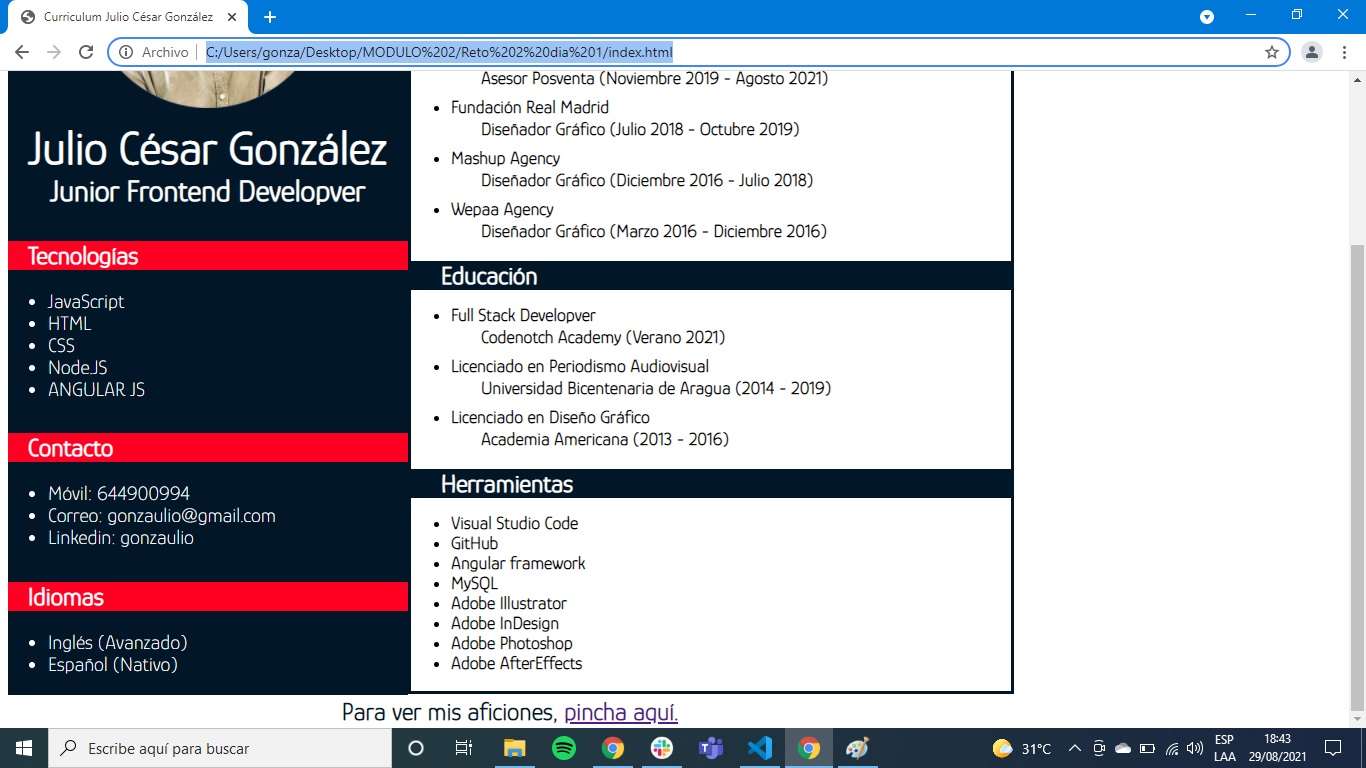 Curriculum Julio César González
Archivo
C:/Users/gonza/Desktop/MODULO%202/Reto%202%20dia%201/index.html
Julio César González
Junior Frontend Developver
Tecnologías
JavaScript
HTML
CSS
NodeJS
ANGULAR JS
Contacto
Móvil: 644900994
Correo: gonzaulio@gmail.com
Linkedin: gonzaulio
Idiomas
Inglés (Avanzado)
Español (Nativo)
Asesor Posventa (Noviembre 2019 - Agosto 2021)
Fundación Real Madrid
Diseñador Gráfico (Julio 2018 - Octubre 2019)
Mashup Agency
Diseñador Gráfico (Diciembre 2016 - Julio 2018)
Wepaa Agency
Diseñador Gráfico (Marzo 2016 - Diciembre 2016)
Educación
Full Stack Developver
Codenotch Academy (Verano 2021)
Licenciado en Periodismo Audiovisual
Universidad Bicentenaria de Aragua (2014 - 2019)
Licenciado en Diseño Gráfico
Academia Americana (2013 - 2016)
Herramientas
Visual Studio Code
GitHub
Angular framework
MySQL
Adobe Illustrator
Adobe InDesign
Adobe Photoshop
Adobe AfterEffects
Para ver mis aficiones, pincha aquí.
Escribe aquí para buscar
31°C
ESP
LAA
18:43
29/08/2021